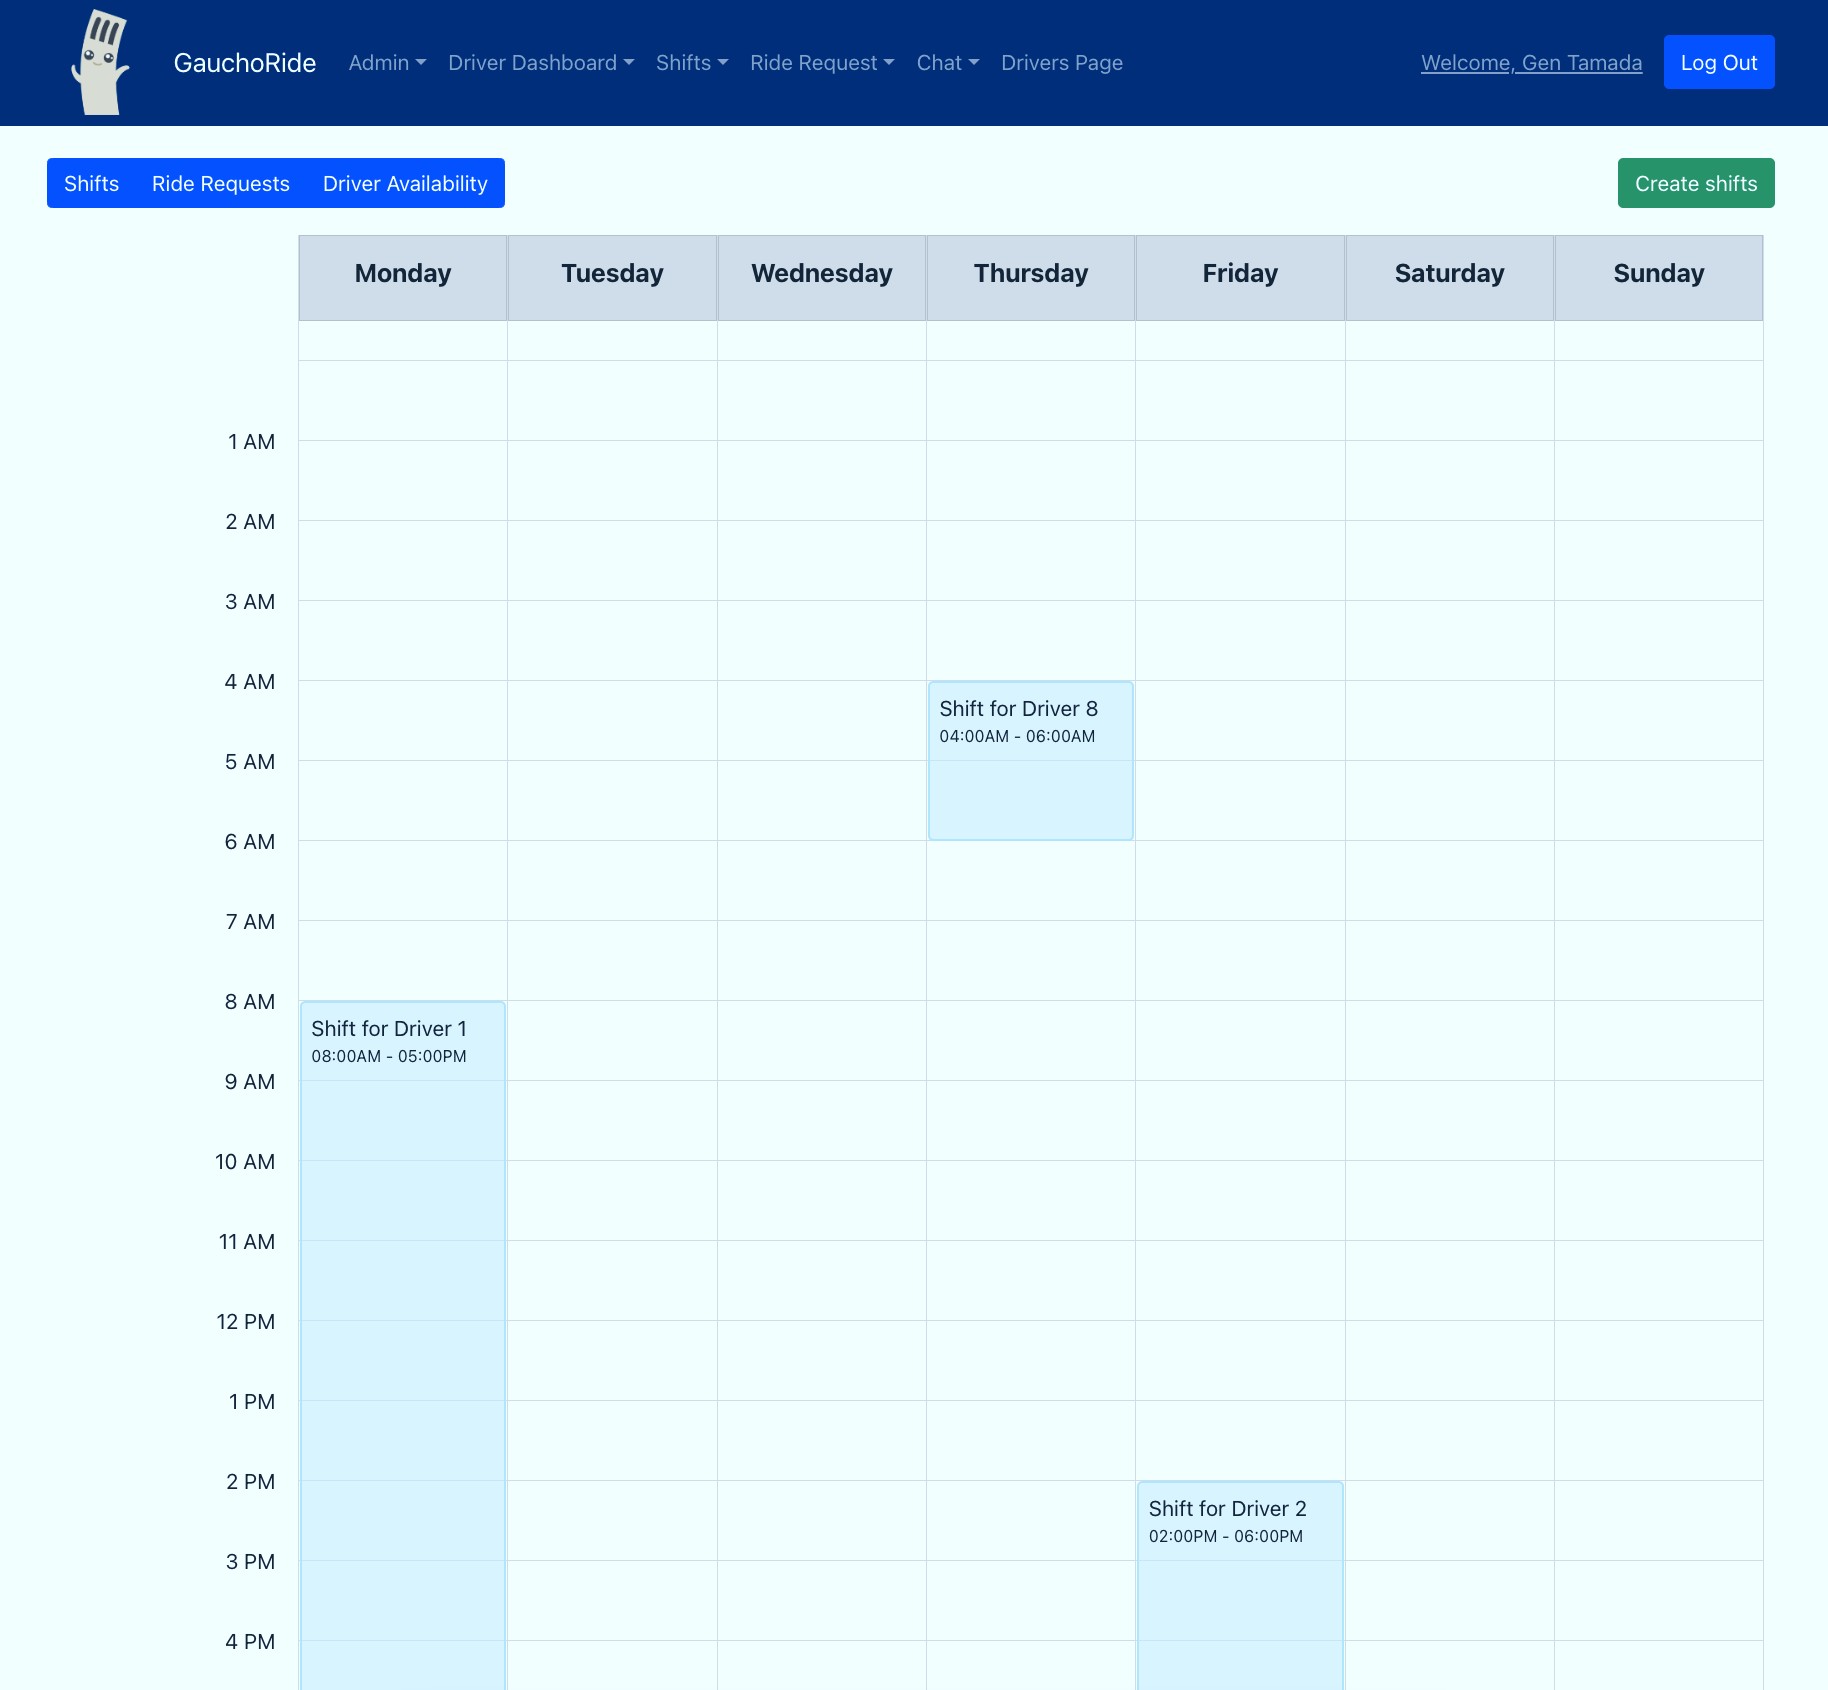 GauchoRide Admin Driver Dashboard Shifts Ride Request Chat Drivers Page Welcome, Gen Tamada Log Out
Shifts Ride Requests Driver Availability Create shifts
Monday Tuesday Wednesday Thursday Friday Saturday Sunday
1 AM
2 AM
3 AM
4 AM
Shift for Driver 8
04:00AM - 06:00AM
5 AM
6 AM
7 AM
8 AM
Shift for Driver 1
08:00AM - 05:00PM
9 AM
10 AM
11 AM
12 PM
1 PM
2 PM
Shift for Driver 2
02:00PM - 06:00PM
3 PM
4 PM